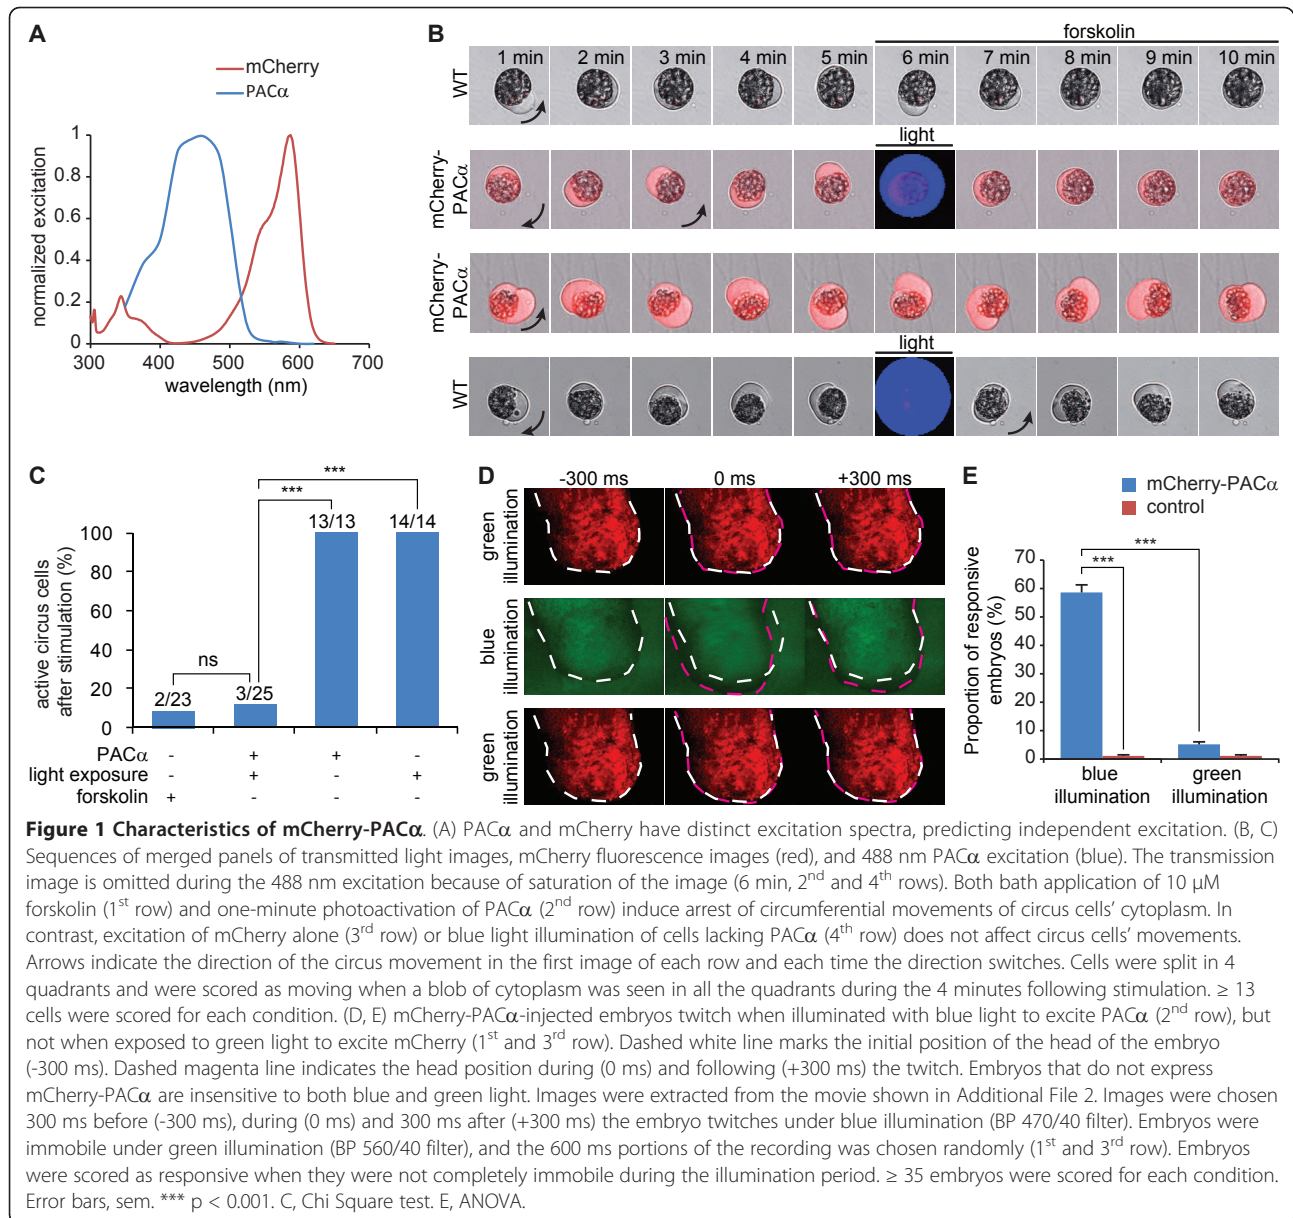 A
mCherry
PACα
normalized excitation
1
0.8
0.6
0.4
0.2
0
300
400
500
600
700
wavelength (nm)
B
forskolin
WT
1 min
2 min
3 min
4 min
5 min
6 min
7 min
8 min
9 min
10 min
light
mCherry-
PACα
mCherry-
PACα
light
WT
C
active circus cells
after stimulation (%)
100
80
60
40
20
0
***
***
ns
2/23
3/25
13/13
14/14
PACα - + + -
light exposure - + - +
forskolin + - - -
D
-300 ms
0 ms
+300 ms
green
illumination
blue
illumination
green
illumination
E
mCherry-PACα
control
Proportion of responsive
embryos (%)
70
60
50
40
30
20
10
0
***
***
blue
illumination
green
illumination
Figure 1 Characteristics of mCherry-PACα. (A) PACα and mCherry have distinct excitation spectra, predicting independent excitation. (B, C)
Sequences of merged panels of transmitted light images, mCherry fluorescence images (red), and 488 nm PACα excitation (blue). The transmission
image is omitted during the 488 nm excitation because of saturation of the image (6 min, 2nd and 4th rows). Both bath application of 10 μM
forskolin (1st row) and one-minute photoactivation of PACα (2nd row) induce arrest of circumferential movements of circus cells' cytoplasm. In
contrast, excitation of mCherry alone (3rd row) or blue light illumination of cells lacking PACα (4th row) does not affect circus cells' movements.
Arrows indicate the direction of the circus movement in the first image of each row and each time the direction switches. Cells were split in 4
quadrants and were scored as moving when a blob of cytoplasm was seen in all the quadrants during the 4 minutes following stimulation. ≥ 13
cells were scored for each condition. (D, E) mCherry-PACα-injected embryos twitch when illuminated with blue light to excite PACα (2nd row), but
not when exposed to green light to excite mCherry (1st and 3rd row). Dashed white line marks the initial position of the head of the embryo
(-300 ms). Dashed magenta line indicates the head position during (0 ms) and following (+300 ms) the twitch. Embryos that do not express
mCherry-PACα are insensitive to both blue and green light. Images were extracted from the movie shown in Additional File 2. Images were chosen
300 ms before (-300 ms), during (0 ms) and 300 ms after (+300 ms) the embryo twitches under blue illumination (BP 470/40 filter). Embryos were
immobile under green illumination (BP 560/40 filter), and the 600 ms portions of the recording was chosen randomly (1st and 3rd row). Embryos
were scored as responsive when they were not completely immobile during the illumination period. ≥ 35 embryos were scored for each condition.
Error bars, sem. *** p < 0.001. C, Chi Square test. E, ANOVA.